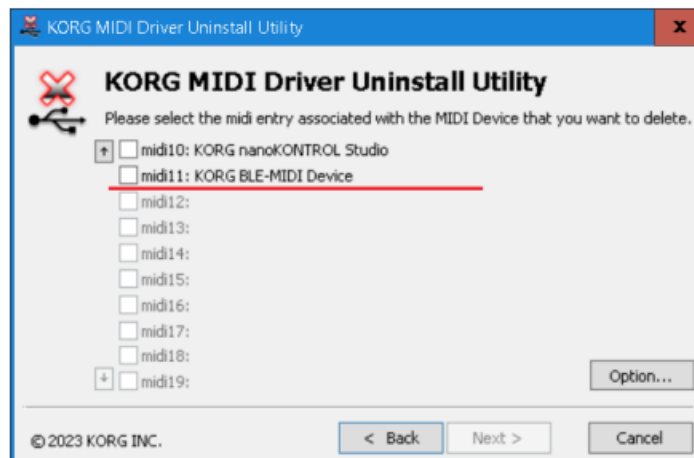 KORG MIDI Driver Uninstall Utility
KORG MIDI Driver Uninstall Utility
Please select the midi entry associated with the MIDI Device that you want to delete.
midi10: KORG nanoKONTROL Studio
midi11: KORG BLE-MIDI Device
midi12:
midi13:
midi14:
midi15:
midi16:
midi17:
midi18:
midi19:
Option...
© 2023 KORG INC.
< Back
Next >
Cancel